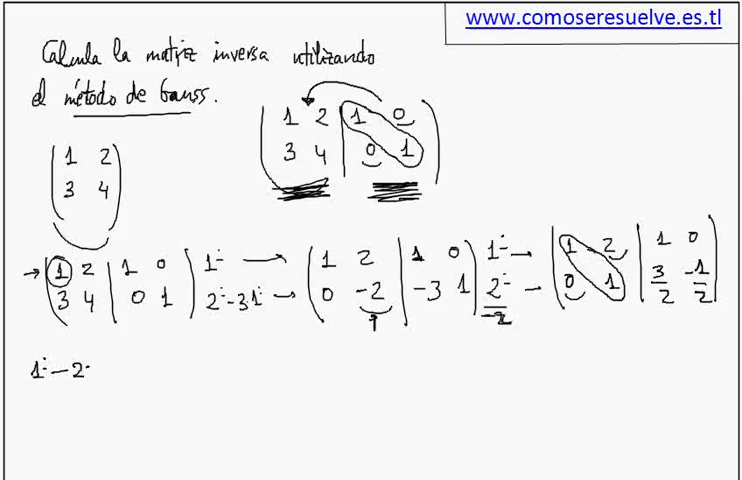 www.comoseresuelve.es.tl
Calcula la matriz inversa utilizando
el método de Gauss.
1 2 1 0
3 4 0 1
1 2
3 4
1 2 1 0 1ª → 1 2 1 0 1ª → 1 2 1 0
3 4 0 1 2ª-31ª → 0 -2 -3 1 2ª/-2 → 0 1 3/2 -1/2
1
1ª-2